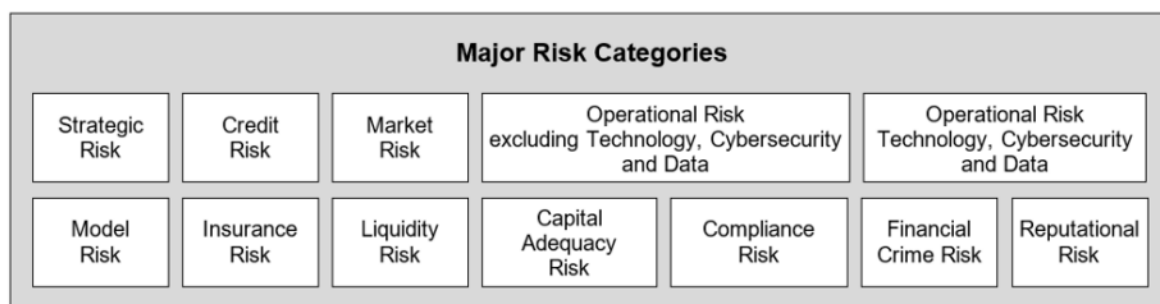 Major Risk Categories
Strategic
Risk
Credit
Risk
Market
Risk
Operational Risk
excluding Technology, Cybersecurity
and Data
Operational Risk
Technology, Cybersecurity
and Data
Model
Risk
Insurance
Risk
Liquidity
Risk
Capital
Adequacy
Risk
Compliance
Risk
Financial
Crime Risk
Reputational
Risk